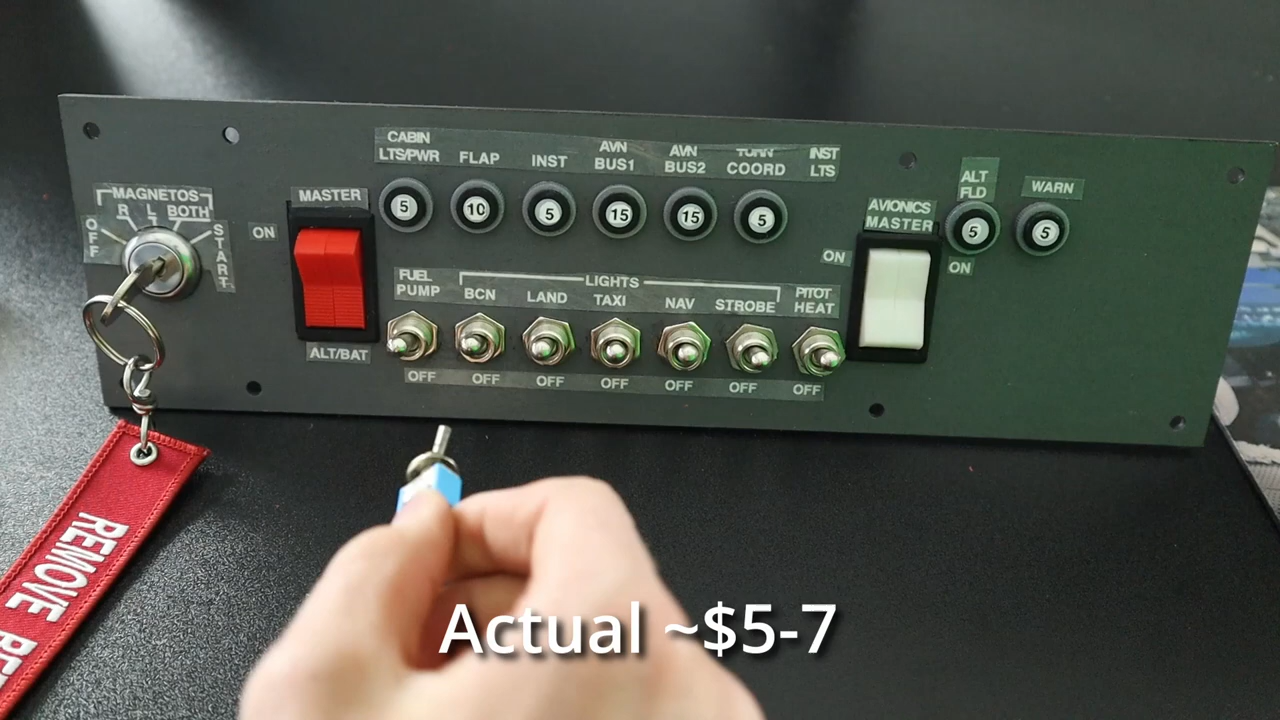 MAGNETOS
R L BOTH
OFF
START
MASTER
ON
ALT/BAT
CABIN
LTS/PWR
FLAP
INST
AVN
BUS1
AVN
BUS2
TURN
COORD
INST
LTS
5
10
5
15
15
5
FUEL
PUMP
LIGHTS
BCN
LAND
TAXI
NAV
STROBE
PITOT
HEAT
OFF
OFF
OFF
OFF
OFF
OFF
OFF
AVIONICS
MASTER
ON
ALT
FLD
5
ON
WARN
5
REMOVE
Actual ~$5-7